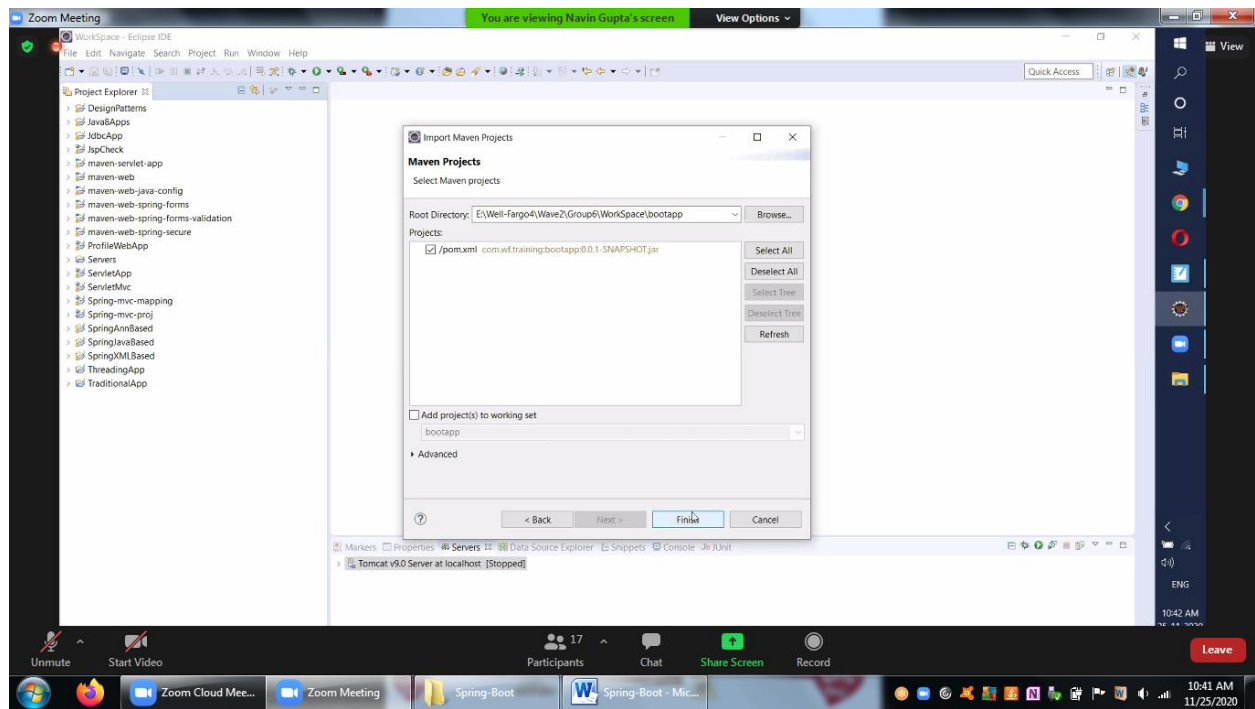 Zoom Meeting
You are viewing Navin Gupta's screen
View Options
WorkSpace - Eclipse IDE
View
File Edit Navigate Search Project Run Window Help
Quick Access
Project Explorer
DesignPatterns
Java8Apps
JdbcApp
JspCheck
maven-servlet-app
maven-web
maven-web-java-config
maven-web-spring-forms
maven-web-spring-forms-validation
maven-web-spring-secure
ProfileWebApp
Servers
ServletApp
ServletMvc
Spring-mvc-mapping
Spring-mvc-proj
SpringAnnBased
SpringJavaBased
SpringXMLBased
ThreadingApp
TraditionalApp
Import Maven Projects
Maven Projects
Select Maven projects
Root Directory: E:\Well-Fargo4\Wave2\Group6\WorkSpace\bootapp
Browse...
Projects:
/pom.xml com.wf.training:bootapp:0.0.1-SNAPSHOT:jar
Select All
Deselect All
Select Tree
Deselect Tree
Refresh
Add project(s) to working set
bootapp
Advanced
< Back Next > Finish Cancel
Markers Properties Servers Data Source Explorer Snippets Console JUnit
Tomcat v9.0 Server at localhost [Stopped]
ENG
10:42 AM
17
Unmute Start Video Participants Chat Share Screen Record Leave
Zoom Cloud Mee... Zoom Meeting Spring-Boot Spring-Boot - Mic...
10:41 AM
11/25/2020